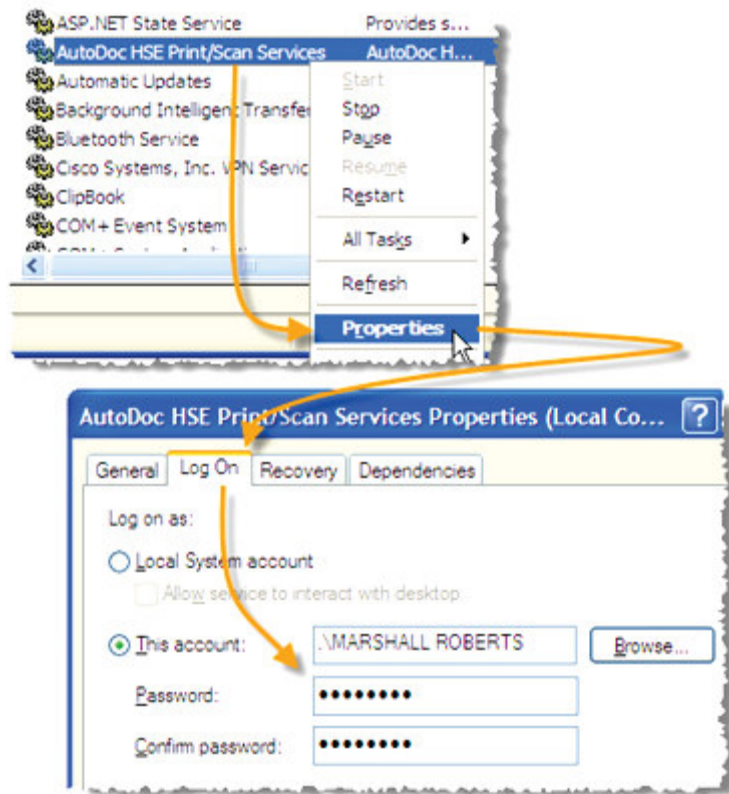 ASP.NET State Service Provides s...
AutoDoc HSE Print/Scan Services AutoDoc H...
Automatic Updates
Background Intelligent Transfe
Bluetooth Service
Cisco Systems, Inc. VPN Servic
ClipBook
COM+ Event System
Start
Stop
Pause
Resume
Restart
All Tasks
Refresh
Properties
AutoDoc HSE Print/Scan Services Properties (Local Co... ?
General Log On Recovery Dependencies
Log on as:
Local System account
Allow service to interact with desktop
This account: .\MARSHALL ROBERTS Browse...
Password: ●●●●●●●●
Confirm password: ●●●●●●●●